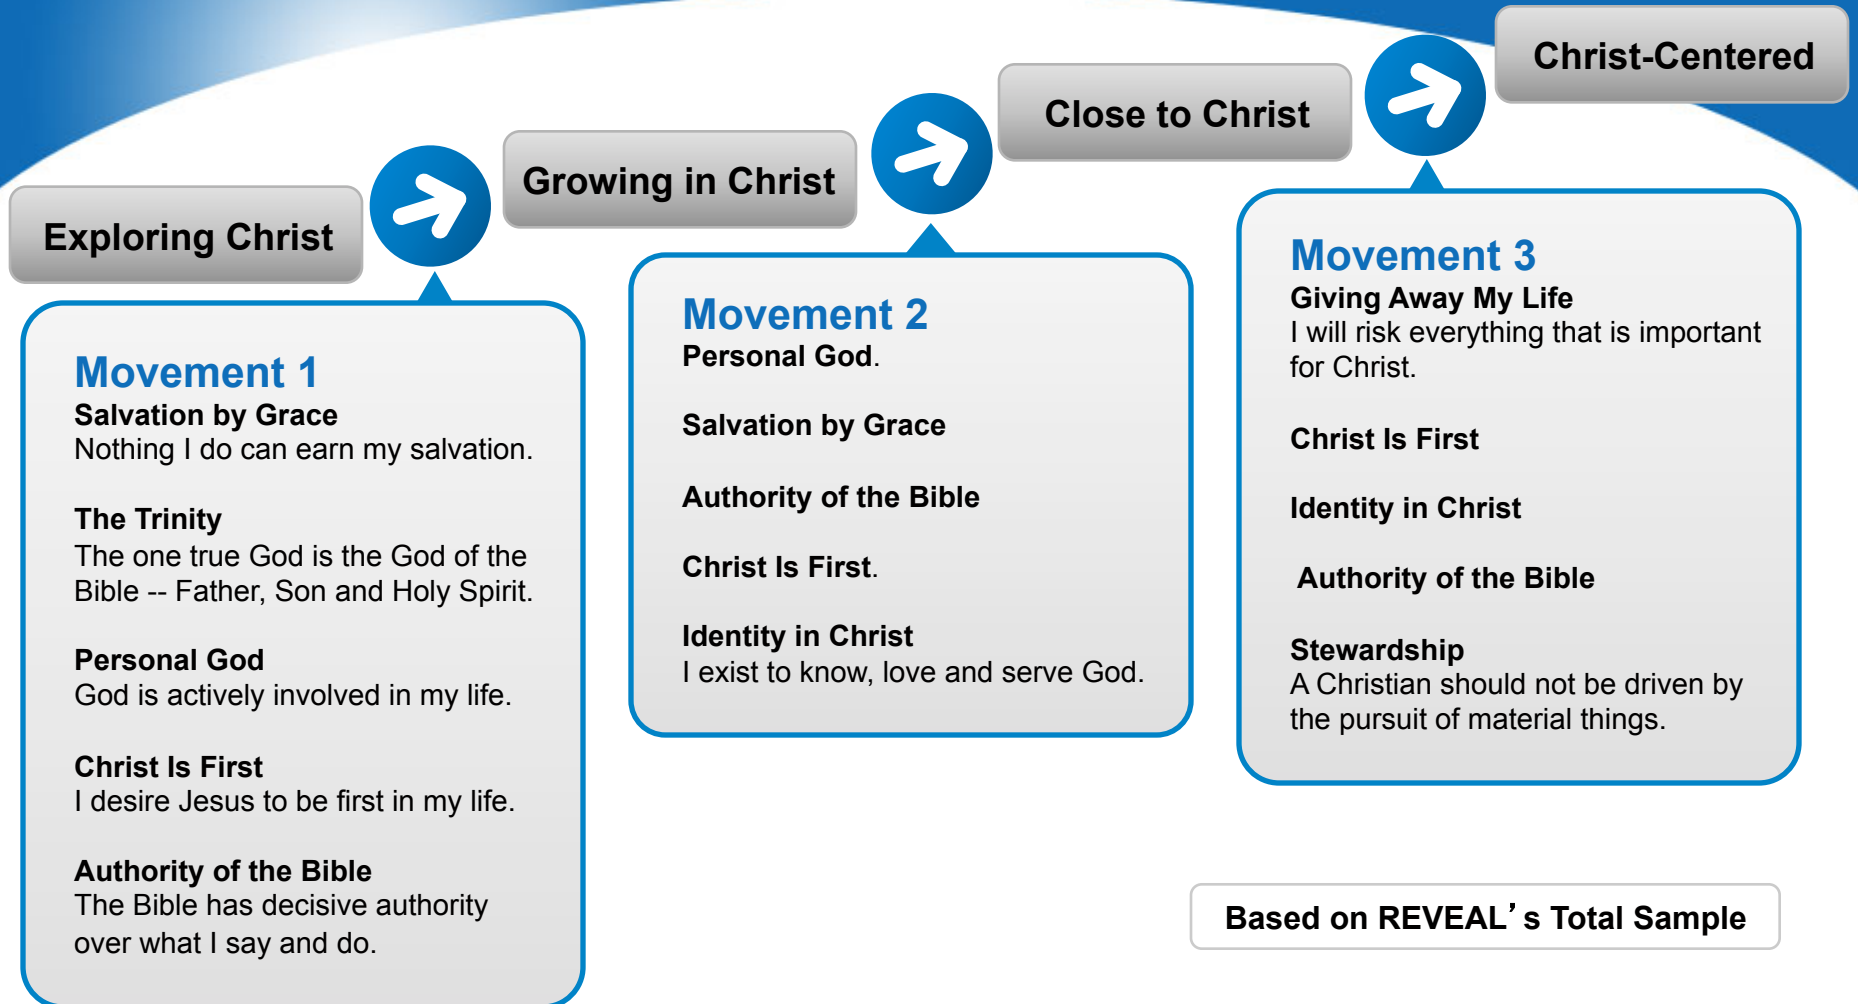 Exploring Christ
Growing in Christ
Close to Christ
Christ-Centered
Movement 1
Salvation by Grace
Nothing I do can earn my salvation.
The Trinity
The one true God is the God of the
Bible -- Father, Son and Holy Spirit.
Personal God
God is actively involved in my life.
Christ Is First
I desire Jesus to be first in my life.
Authority of the Bible
The Bible has decisive authority
over what I say and do.
Movement 2
Personal God.
Salvation by Grace
Authority of the Bible
Christ Is First.
Identity in Christ
I exist to know, love and serve God.
Movement 3
Giving Away My Life
I will risk everything that is important
for Christ.
Christ Is First
Identity in Christ
Authority of the Bible
Stewardship
A Christian should not be driven by
the pursuit of material things.
Based on REVEAL’s Total Sample